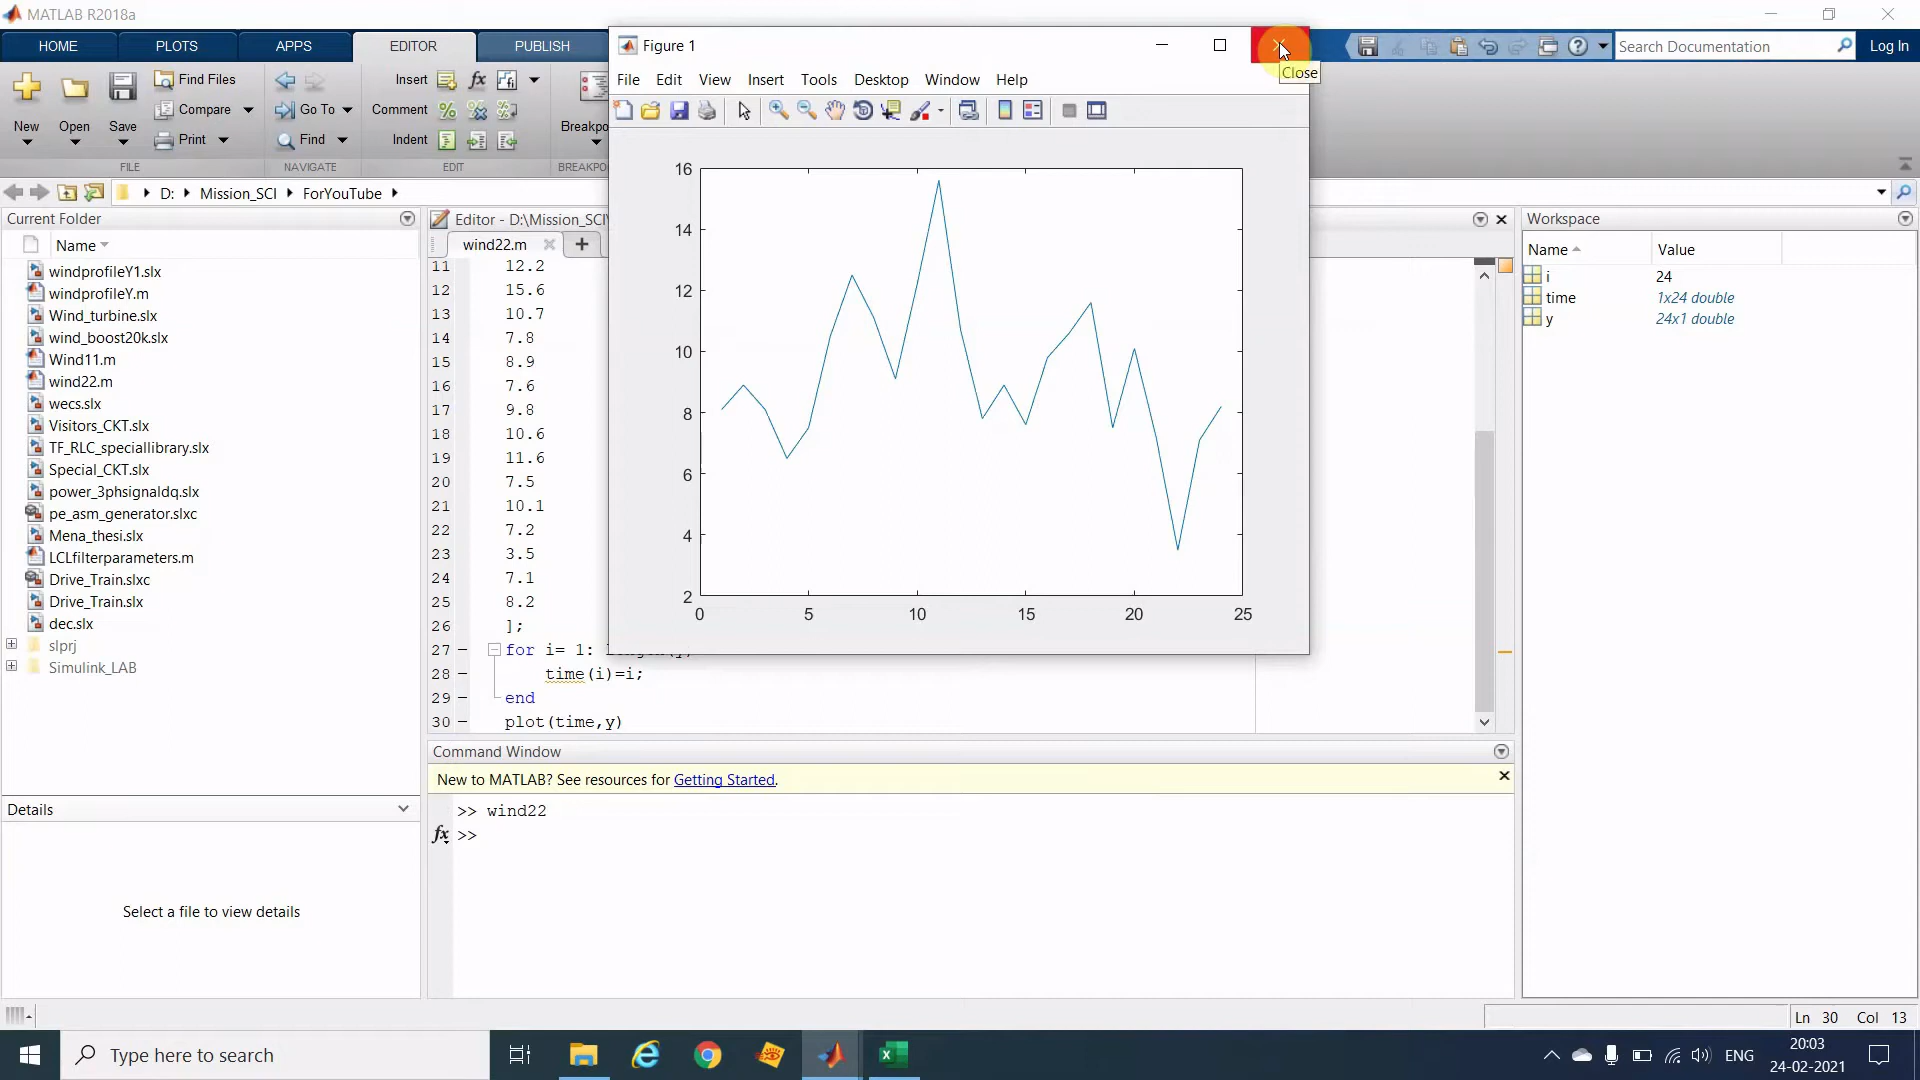 MATLAB R2018a
HOME PLOTS APPS EDITOR PUBLISH
Search Documentation Log In
New Open Save
Find Files
Compare
Print
FILE
Go To
Find
NAVIGATE
Insert
Comment
Indent
EDIT
Breakpo
BREAKPO
Figure 1
Close
File Edit View Insert Tools Desktop Window Help
16
14
12
10
8
6
4
2
0 5 10 15 20 25
D: Mission_SCI ForYouTube
Current Folder
Name
windprofileY1.slx
windprofileY.m
Wind_turbine.slx
wind_boost20k.slx
Wind11.m
wind22.m
wecs.slx
Visitors_CKT.slx
TF_RLC_speciallibrary.slx
Special_CKT.slx
power_3phsignaldq.slx
pe_asm_generator.slxc
Mena_thesi.slx
LCLfilterparameters.m
Drive_Train.slxc
Drive_Train.slx
dec.slx
slprj
Simulink_LAB
Details
Select a file to view details
Editor - D:\Mission_SCI\
wind22.m
11 12.2
12 15.6
13 10.7
14 7.8
15 8.9
16 7.6
17 9.8
18 10.6
19 11.6
20 7.5
21 10.1
22 7.2
23 3.5
24 7.1
25 8.2
26 ];
27 for i= 1:
28 time(i)=i;
29 end
30 plot(time,y)
Command Window
New to MATLAB? See resources for Getting Started.
>> wind22
fx >>
Workspace
Name Value
i 24
time 1x24 double
y 24x1 double
Ln 30 Col 13
Type here to search
ENG
20:03
24-02-2021